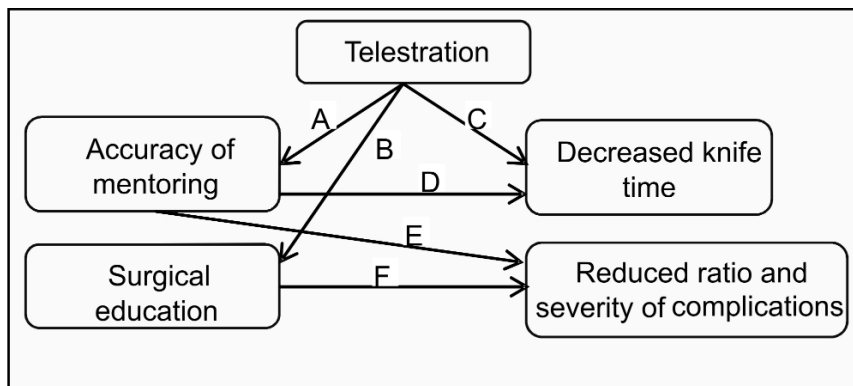 Telestration
A
B
C
Accuracy of
mentoring
D
Decreased knife
time
E
Surgical
education
F
Reduced ratio and
severity of complications